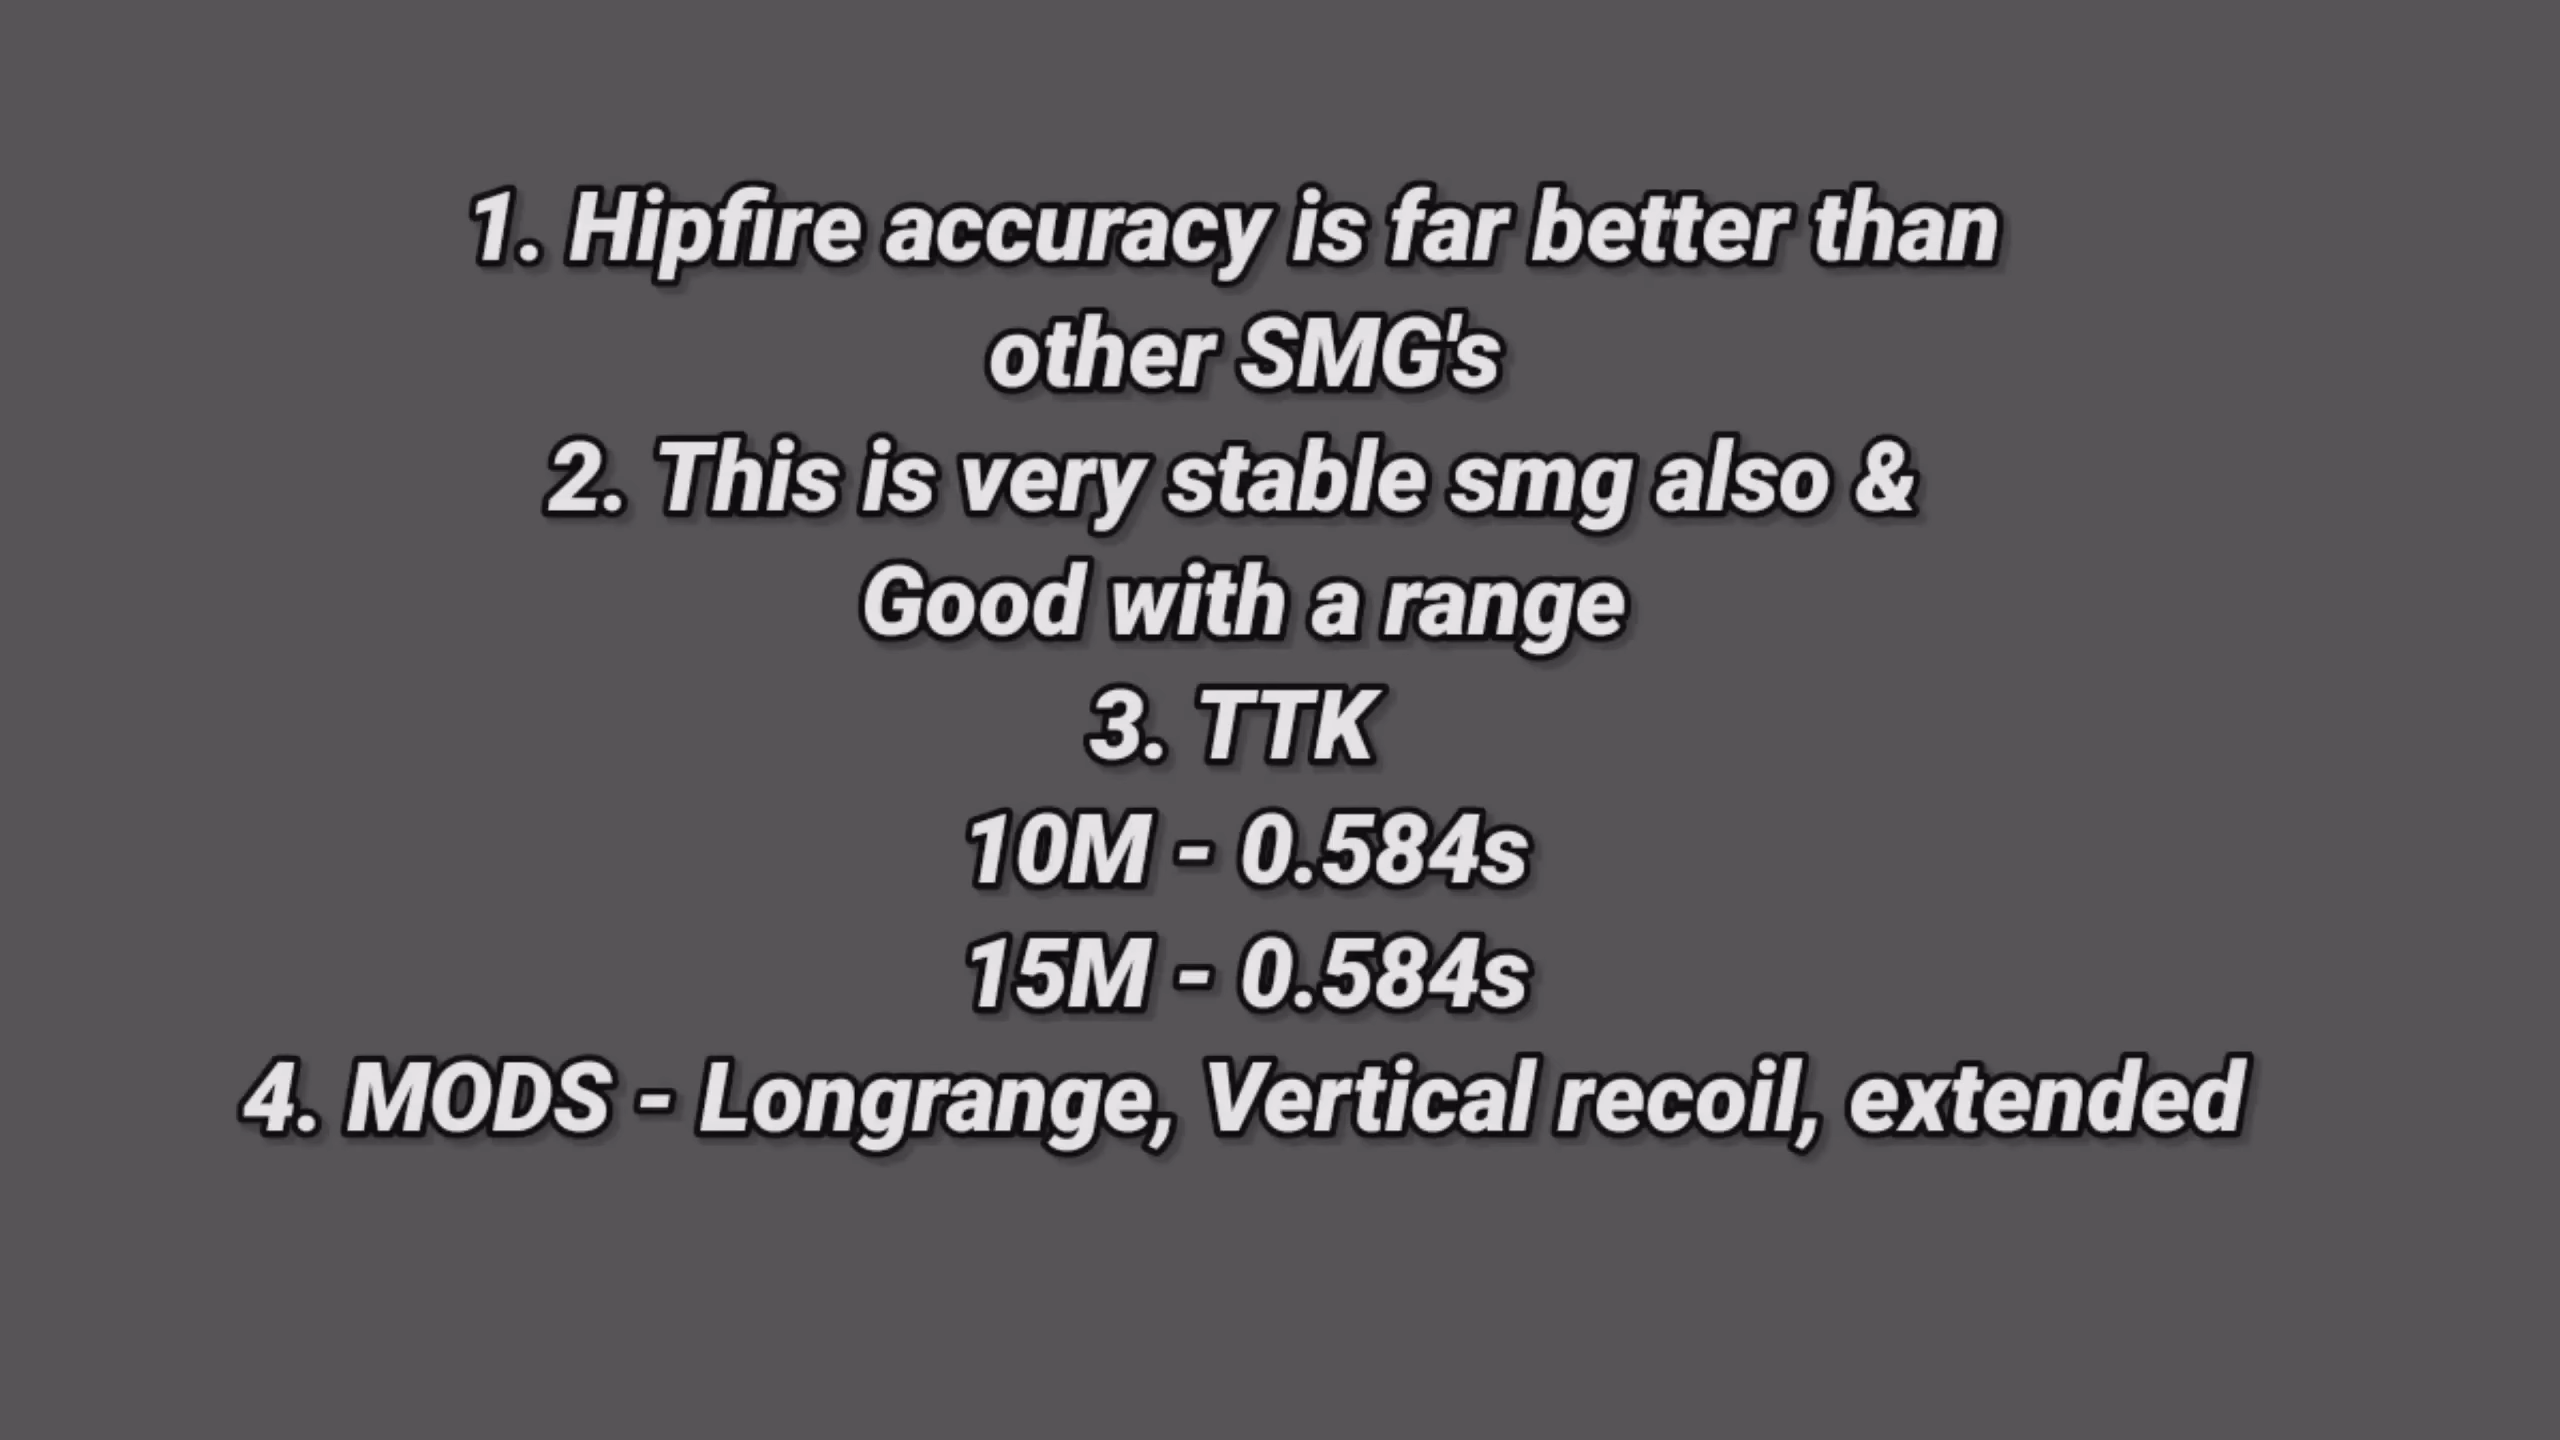 1. Hipfire accuracy is far better than
other SMG's
2. This is very stable smg also &
Good with a range
3. TTK
10M - 0.584s
15M - 0.584s
4. MODS - Longrange, Vertical recoil, extended